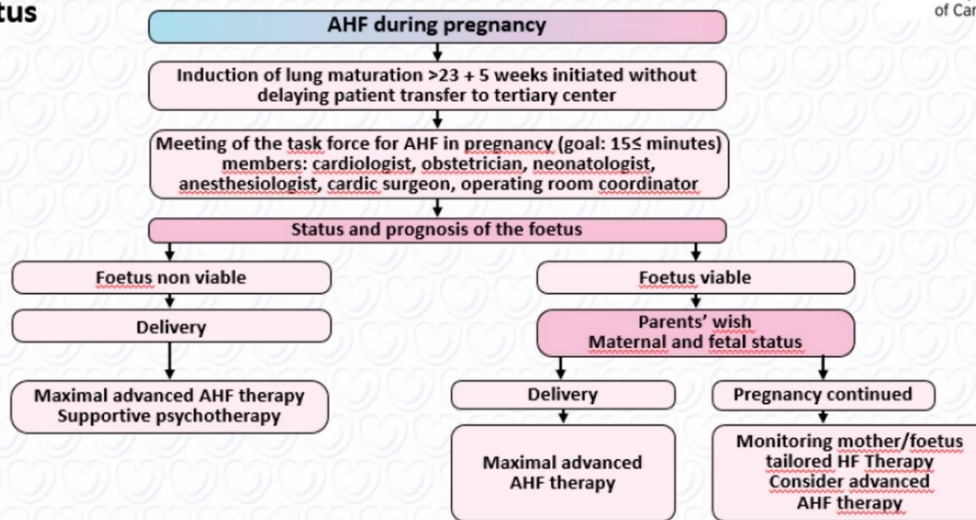 tus
of Car
AHF during pregnancy
Induction of lung maturation >23 + 5 weeks initiated without
delaying patient transfer to tertiary center
Meeting of the task force for AHF in pregnancy (goal: 15≤ minutes)
members: cardiologist, obstetrician, neonatologist,
anesthesiologist, cardic surgeon, operating room coordinator
Status and prognosis of the foetus
Foetus non viable
Delivery
Maximal advanced AHF therapy
Supportive psychotherapy
Foetus viable
Parents’ wish
Maternal and fetal status
Delivery
Maximal advanced
AHF therapy
Pregnancy continued
Monitoring mother/foetus
tailored HF Therapy
Consider advanced
AHF therapy